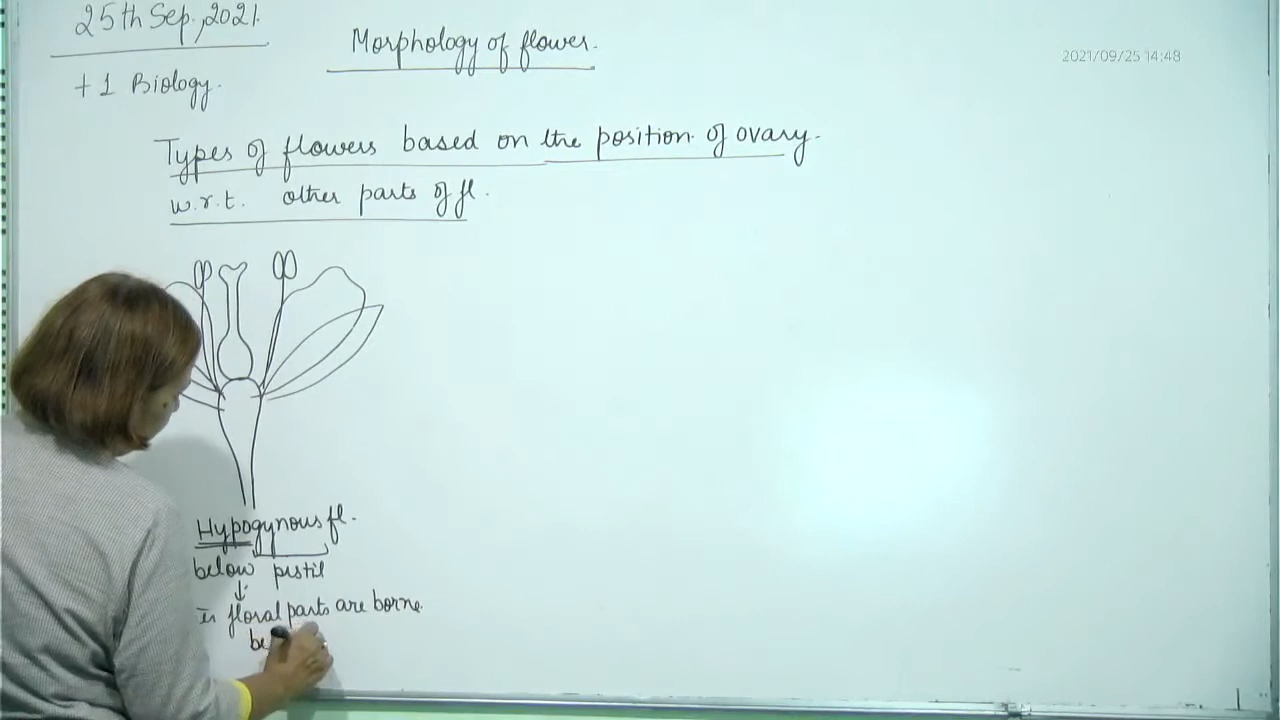 25th Sep., 2021.
2021/09/25 14:48
Morphology of flower.
+1 Biology.
Types of flowers based on the position of ovary.
w.r.t. other parts of fl.
Hypogynous fl.
below pistil
floral parts are borne
be